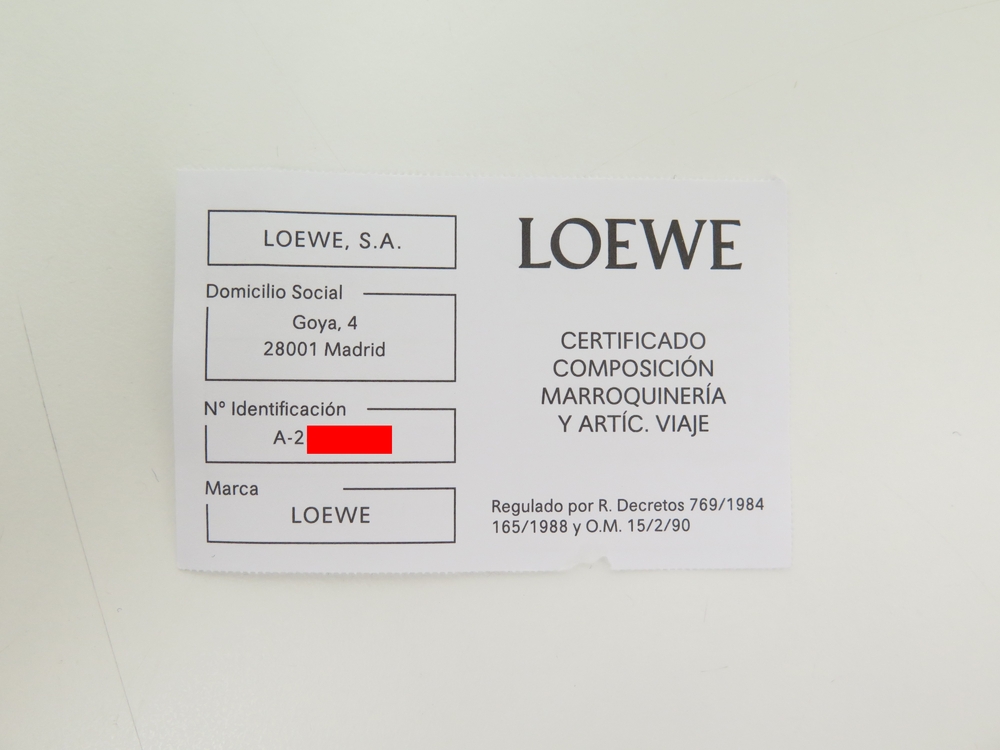 LOEWE, S.A.
Domicilio Social
Goya, 4
28001 Madrid
Nº Identificación
A-2
Marca
LOEWE
LOEWE
CERTIFICADO
COMPOSICIÓN
MARROQUINERÍA
Y ARTÍC. VIAJE
Regulado por R. Decretos 769/1984
165/1988 y O.M. 15/2/90